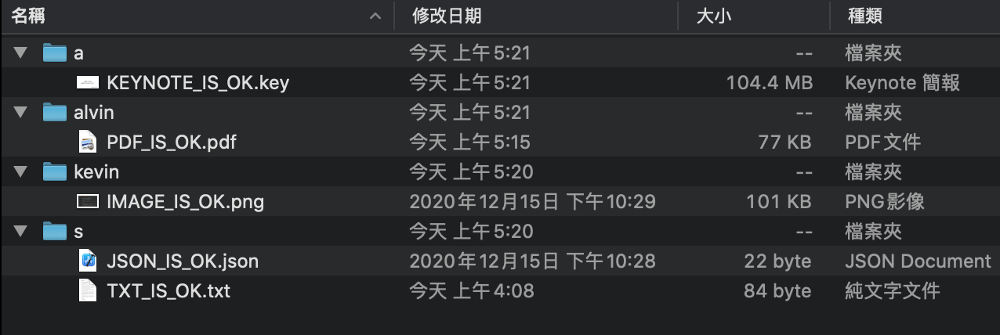 名稱 修改日期 大小 種類
a 今天 上午5:21 -- 檔案夾
KEYNOTE_IS_OK.key 今天 上午5:21 104.4 MB Keynote 簡報
alvin 今天 上午5:21 -- 檔案夾
PDF_IS_OK.pdf 今天 上午5:15 77 KB PDF文件
kevin 今天 上午5:20 -- 檔案夾
IMAGE_IS_OK.png 2020年12月15日 下午10:29 101 KB PNG影像
s 今天 上午5:20 -- 檔案夾
JSON_IS_OK.json 2020年12月15日 下午10:28 22 byte JSON Document
TXT_IS_OK.txt 今天 上午4:08 84 byte 純文字文件